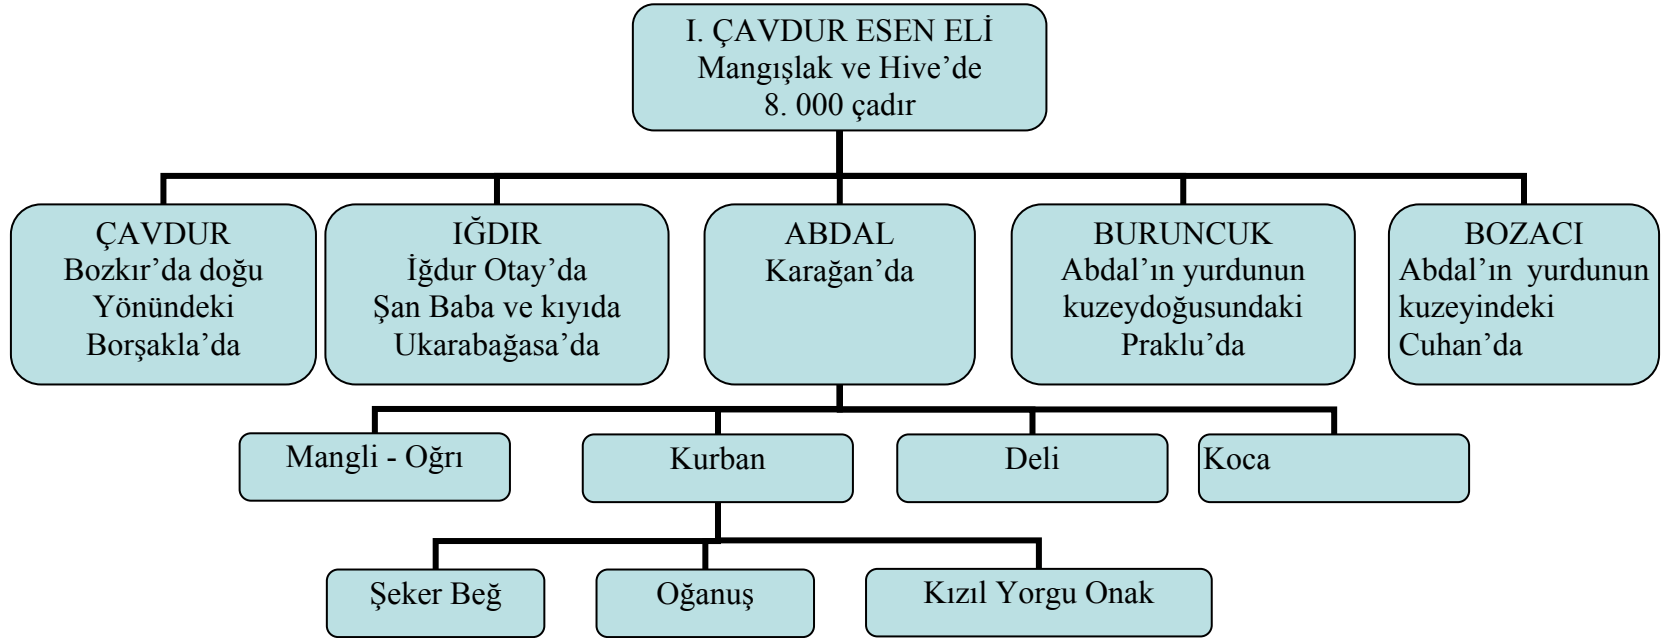 I. ÇAVDUR ESEN ELİ
Mangışlak ve Hive’de
8. 000 çadır
ÇAVDUR
Bozkır’da doğu
Yönündeki
Borşakla’da
IĞDIR
İğdur Otay’da
Şan Baba ve kıyıda
Ukarabağasa’da
ABDAL
Karağan’da
BURUNCUK
Abdal’ın yurdunun
kuzeydoğusundaki
Praklu’da
BOZACI
Abdal’ın yurdunun
kuzeyindeki
Cuhan’da
Mangli - Oğrı
Kurban
Deli
Koca
Şeker Beğ
Oğanuş
Kızıl Yorgu Onak